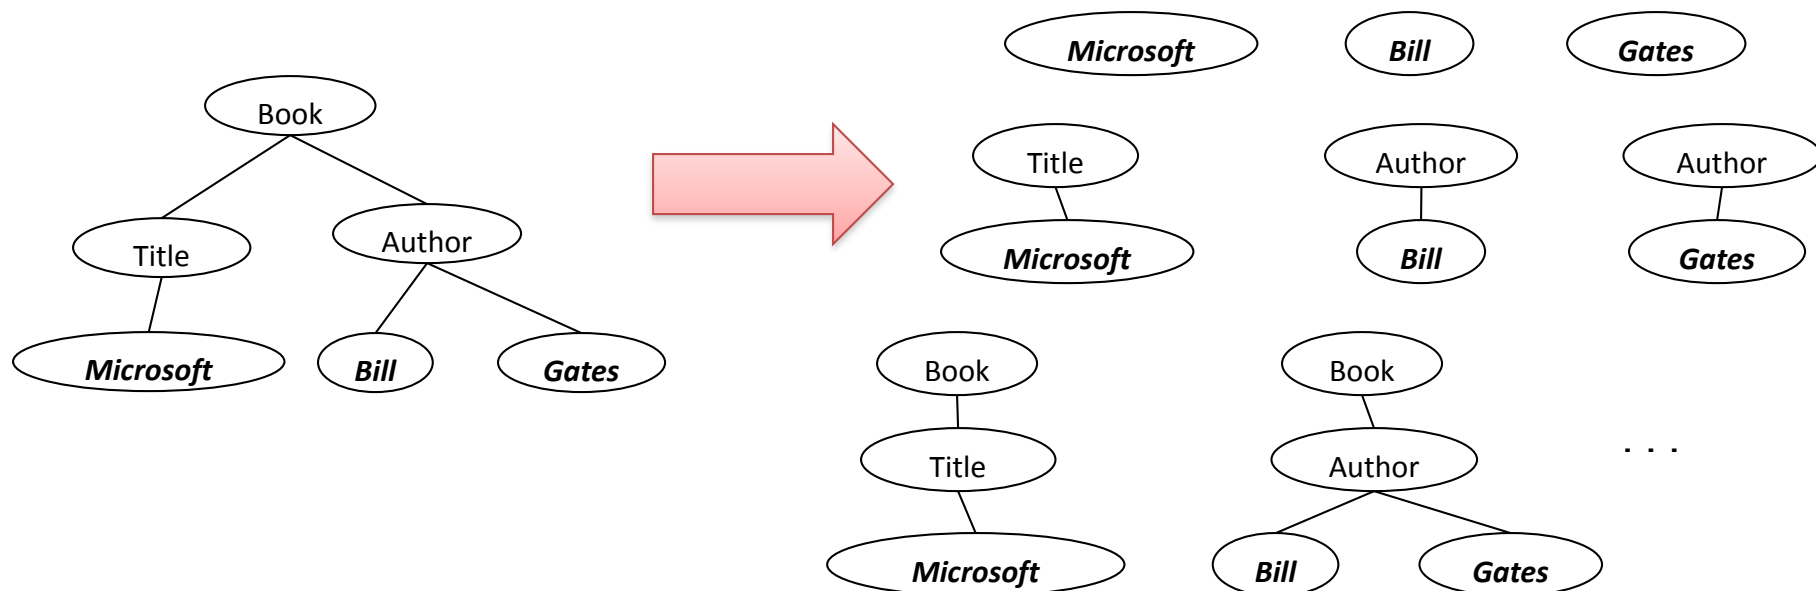 Book
Title
Author
Microsoft
Bill
Gates
Microsoft
Bill
Gates
Title
Author
Author
Microsoft
Bill
Gates
Book
Book
Title
Author
. . .
Microsoft
Bill
Gates